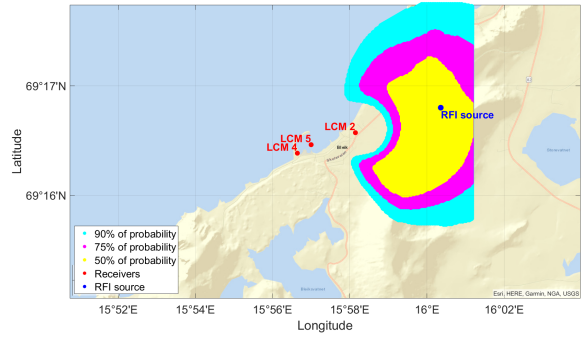 Latitude
69°17'N
69°16'N
LCM 2
LCM 5
LCM 4
Bleik
RFI source
90% of probability
75% of probability
50% of probability
Receivers
RFI source
Esri, HERE, Garmin, NGA, USGS
15°52'E
15°54'E
15°56'E
15°58'E
16°E
16°02'E
Longitude